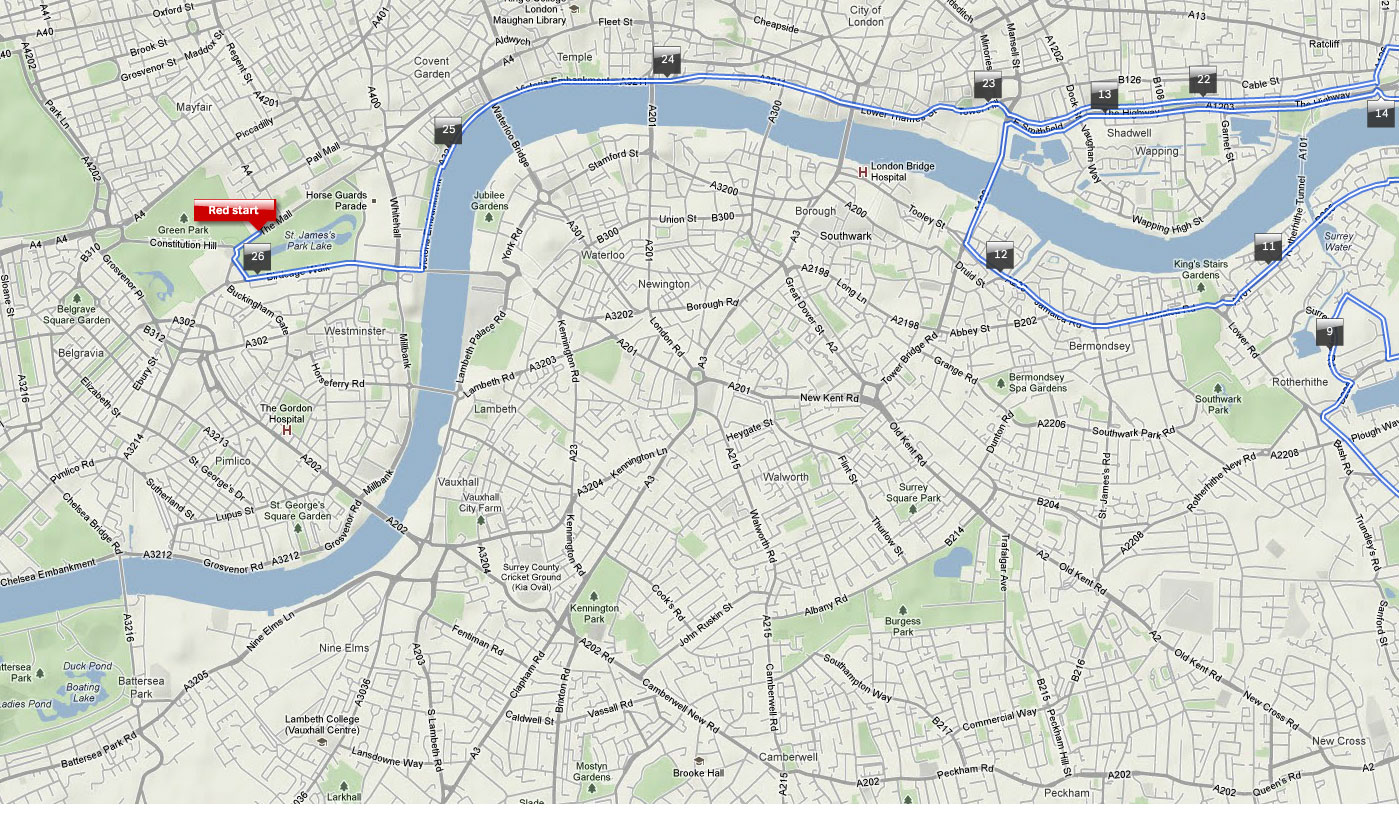 King's College
London -
Maughan Library
A401
A4202
A40
A41
A40
Brook St
Maddox St
Grosvenor St
Regent St
A4201
A400
Covent
Garden
Aldwych
A4
Fleet St
Temple
24
Cheapside
City of
London
Minories
Mansell St
A1202
A13
Ratcliff
Park Ln
Mayfair
Piccadilly
Pall Mall
25
Victoria Embankment
A3211
A3211
A201
A300
Lower Thames St
23
E Smithfield
Dock
13
B126
B108
22
Cable St
The Highway
A1203
The Highway
14
Shadwell
Wapping
Garnet St
Vaughan Way
Wapping High St
A101
Rotherhithe Tunnel
A4202
A4
Red start
The Mall
Green Park
Constitution Hill
Horse Guards
Parade
St. James's
Park Lake
Whitehall
26
Birdcage Walk
Waterloo Bridge
Jubilee
Gardens
York Rd
Stamford St
A3200
Union St
B300
B300
A301
A201
Waterloo
Newington
Borough
Southwark
A200
A3
London Bridge
Hospital
Tooley St
A100
12
Druid St
Jamaica Rd
King's Stairs
Gardens
11
Surrey
Water
A4
A4
B310
Grosvenor Pl
Sloane St
Belgrave
Square Garden
Belgravia
B312
A302
A302
Buckingham Gate
Westminster
Ebury St
Elizabeth St
A3216
A3214
A3213
Horseferry Rd
Millbank
The Gordon
Hospital
H
Pimlico
A202
Pimlico Rd
St. George's Dr
Sutherland St
Lupus St
St. George's
Square Garden
Chelsea Bridge Rd
A3212
Grosvenor Rd
A3212
Grosvenor Rd
Millbank
Chelsea Embankment
A202
Lambeth Palace Rd
Lambeth Rd
A3203
Kennington Rd
Lambeth
A3202
Borough Rd
London Rd
A201
A3
A201
New Kent Rd
Great Dover St
A2
A2198
Long Ln
A2198
Abbey St
B202
Tower Bridge Rd
Grange Rd
Bermondsey
Bermondsey
Spa Gardens
Lower Rd
Southwark
Park
9
Rotherhithe
Plough Way
Bush Rd
Dunton Rd
A2206
Southwark Park Rd
A2208
Rotherhithe New Rd
St. James's Rd
Heygate St
A215
Old Kent Rd
Flint St
Walworth
Surrey
Square Park
Thurlow St
B214
B204
A2208
A2
Old Kent Rd
Trafalgar Ave
Trundley's Rd
Sanford St
Vauxhall
Vauxhall
City Farm
A23
A3204
Kennington Ln
A3
Kennington Rd
A3204
Surrey County
Cricket Ground
(Kia Oval)
Kennington
Park
Walworth Rd
Cook's Rd
John Ruskin St
Albany Rd
A215
Burgess
Park
A2
Old Kent Rd
A3216
Nine Elms Ln
Nine Elms
A3205
Battersea
Park
Duck Pond
Boating
Lake
Ladies Pond
Battersea
Park
Battersea Park Rd
A3036
A203
S Lambeth Rd
Fentiman Rd
Clapham Rd
A3
Brixton Rd
A202 Rd
Camberwell New Rd
Vassall Rd
Caldwell St
Lambeth College
(Vauxhall Centre)
Lansdowne Way
Larkhall
Mostyn
Gardens
Slade
Brooke Hall
Camberwell Rd
Camberwell
A215
Southampton Way
B217
Commercial Way
B215
B216
Peckham Hill St
Peckham Rd
Peckham
A202
A202
Queen's Rd
New Cross Rd
New Cross
A2